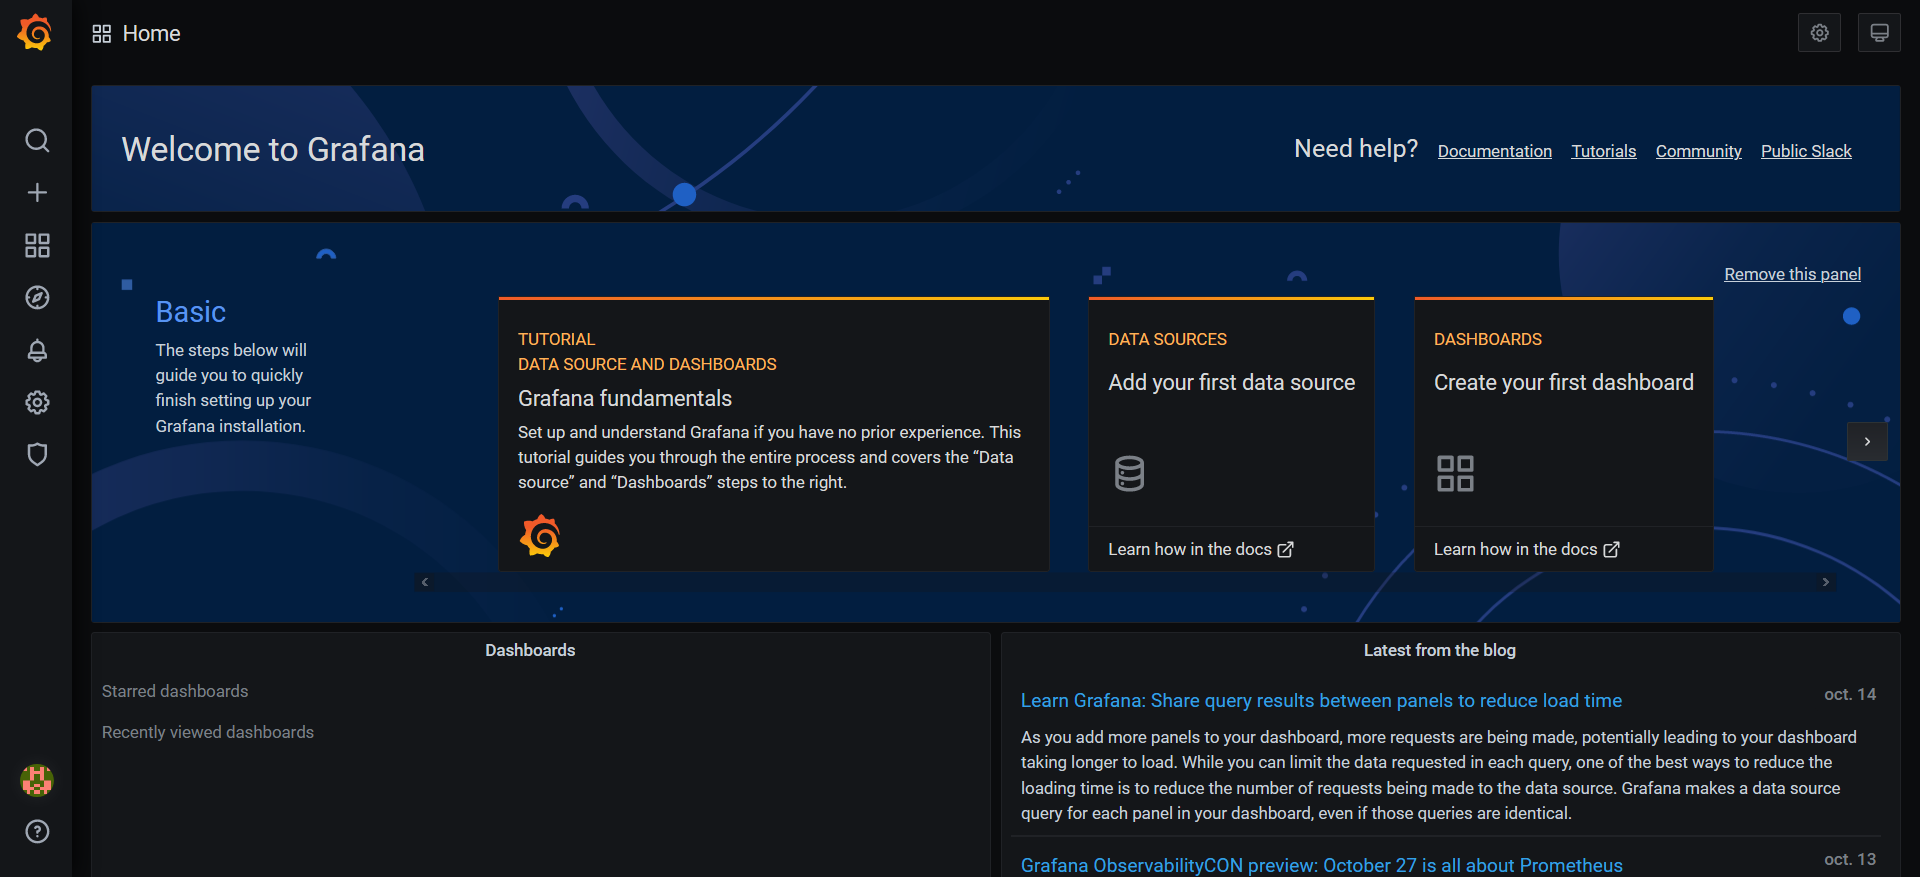 Home
Welcome to Grafana
Need help? Documentation Tutorials Community Public Slack
Remove this panel
Basic
The steps below will
guide you to quickly
finish setting up your
Grafana installation.
TUTORIAL
DATA SOURCE AND DASHBOARDS
Grafana fundamentals
Set up and understand Grafana if you have no prior experience. This
tutorial guides you through the entire process and covers the “Data
source” and “Dashboards” steps to the right.
DATA SOURCES
Add your first data source
Learn how in the docs
DASHBOARDS
Create your first dashboard
Learn how in the docs
Dashboards
Starred dashboards
Recently viewed dashboards
Latest from the blog
Learn Grafana: Share query results between panels to reduce load time
oct. 14
As you add more panels to your dashboard, more requests are being made, potentially leading to your dashboard
taking longer to load. While you can limit the data requested in each query, one of the best ways to reduce the
loading time is to reduce the number of requests being made to the data source. Grafana makes a data source
query for each panel in your dashboard, even if those queries are identical.
Grafana ObservabilityCON preview: October 27 is all about Prometheus
oct. 13